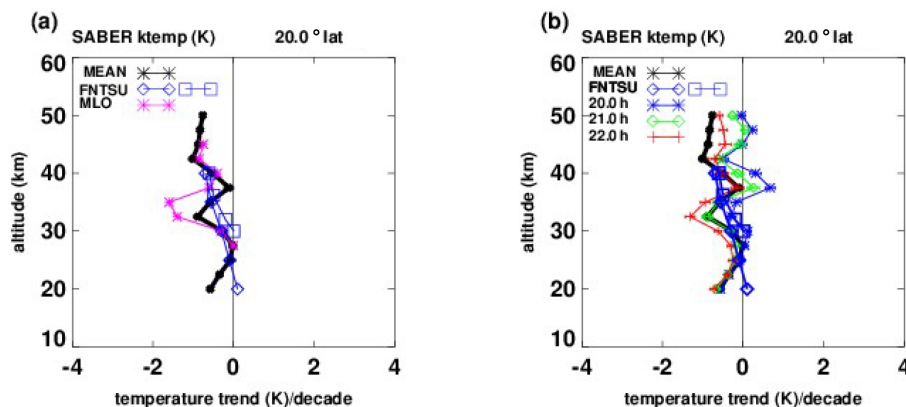 (a)
SABER ktemp (K) 20.0 ° lat
60
MEAN
FNTSU
MLO
50
40
30
20
10
altitude (km)
-4 -2 0 2 4
temperature trend (K)/decade
(b)
SABER ktemp (K) 20.0 ° lat
60
MEAN
FNTSU
20.0 h
21.0 h
22.0 h
50
40
30
20
10
altitude (km)
-4 -2 0 2 4
temperature trend (K)/decade